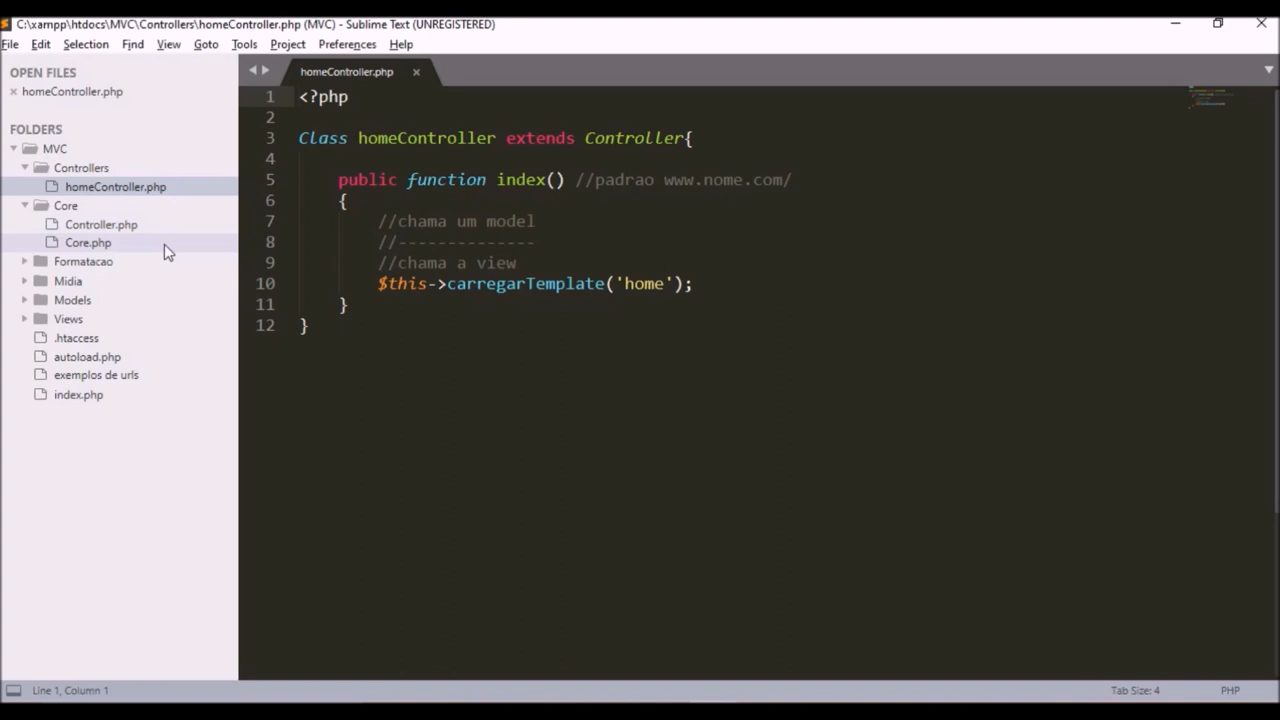 C:\xampp\htdocs\MVC\Controllers\homeController.php (MVC) - Sublime Text (UNREGISTERED)
File Edit Selection Find View Goto Tools Project Preferences Help
OPEN FILES
homeController.php
FOLDERS
MVC
Controllers
homeController.php
Core
Controller.php
Core.php
Formatacao
Midia
Models
Views
.htaccess
autoload.php
exemplos de urls
index.php
homeController.php
1 <?php
2
3 Class homeController extends Controller{
4
5 public function index() //padrao www.nome.com/
6 {
7 //chama um model
8 //--------------
9 //chama a view
10 $this->carregarTemplate('home');
11 }
12 }
Line 1, Column 1
Tab Size: 4
PHP